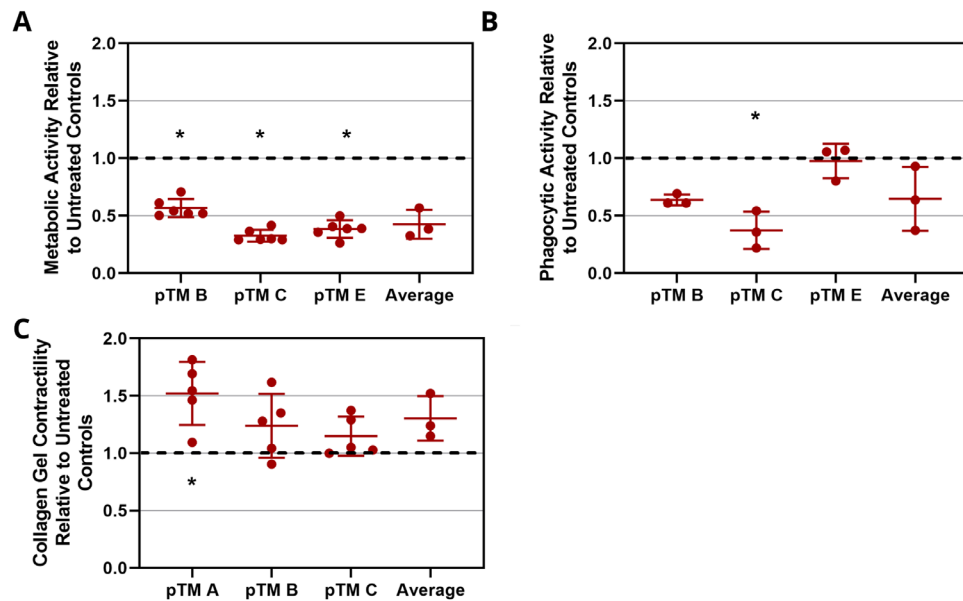 A
Metabolic Activity Relative
to Untreated Controls
2.0
1.5
1.0
0.5
0.0
* * *
pTM B pTM C pTM E Average
B
Phagocytic Activity Relative
to Untreated Controls
2.0
1.5
1.0
0.5
0.0
*
pTM B pTM C pTM E Average
C
Collagen Gel Contractility
Relative to Untreated
Controls
2.0
1.5
1.0
0.5
0.0
*
pTM A pTM B pTM C Average